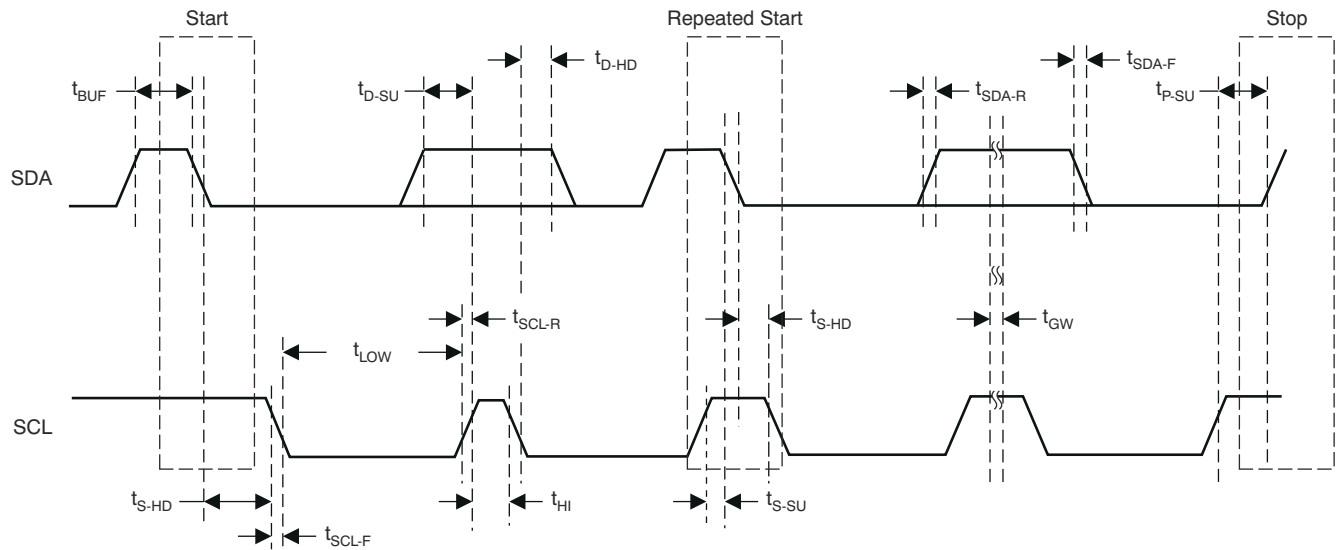 Start
Repeated Start
Stop
t_D-HD
t_SDA-F
t_BUF
t_D-SU
t_SDA-R
t_P-SU
SDA
t_SCL-R
t_S-HD
t_GW
t_LOW
SCL
t_S-HD
t_HI
t_S-SU
t_SCL-F